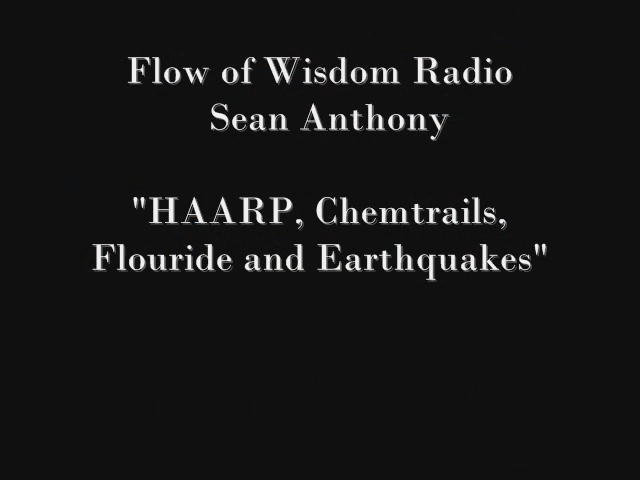 Flow of Wisdom Radio
Sean Anthony
"HAARP, Chemtrails,
Flouride and Earthquakes"